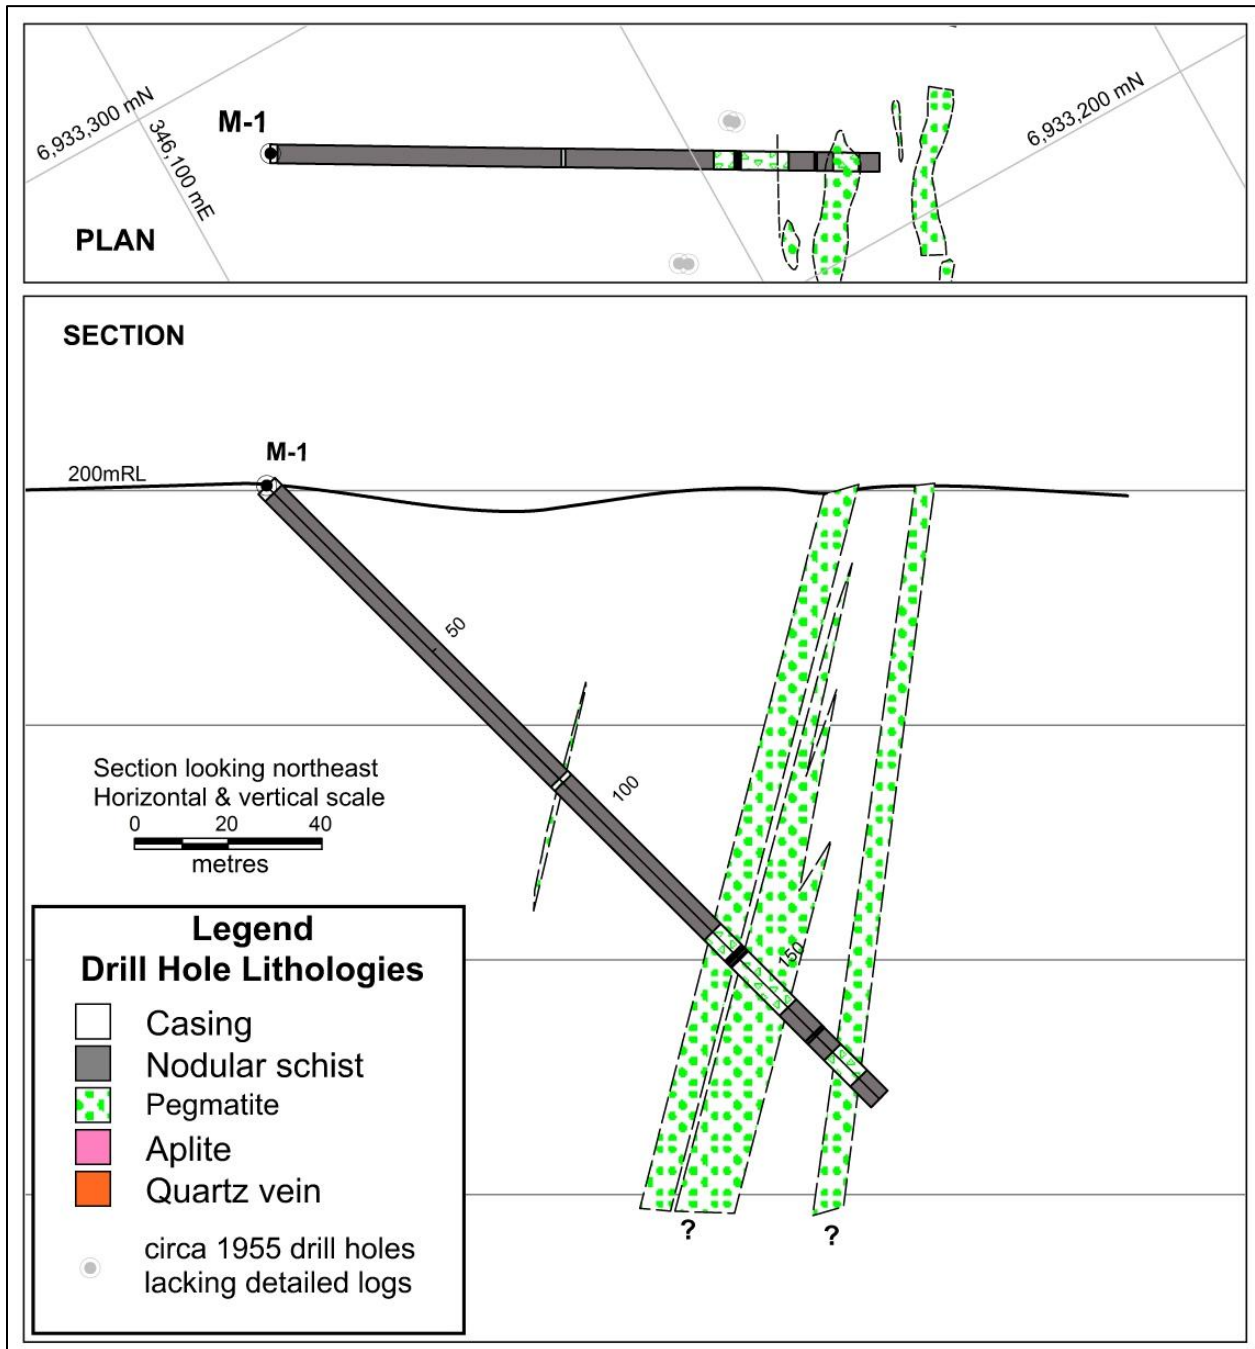 6,933,300 mN
346,100 mE
M-1
6,933,200 mN
PLAN
SECTION
M-1
200mRL
50
100
150
Section looking northeast
Horizontal & vertical scale
0 20 40
metres
Legend
Drill Hole Lithologies
Casing
Nodular schist
Pegmatite
Aplite
Quartz vein
circa 1955 drill holes
lacking detailed logs
? ?